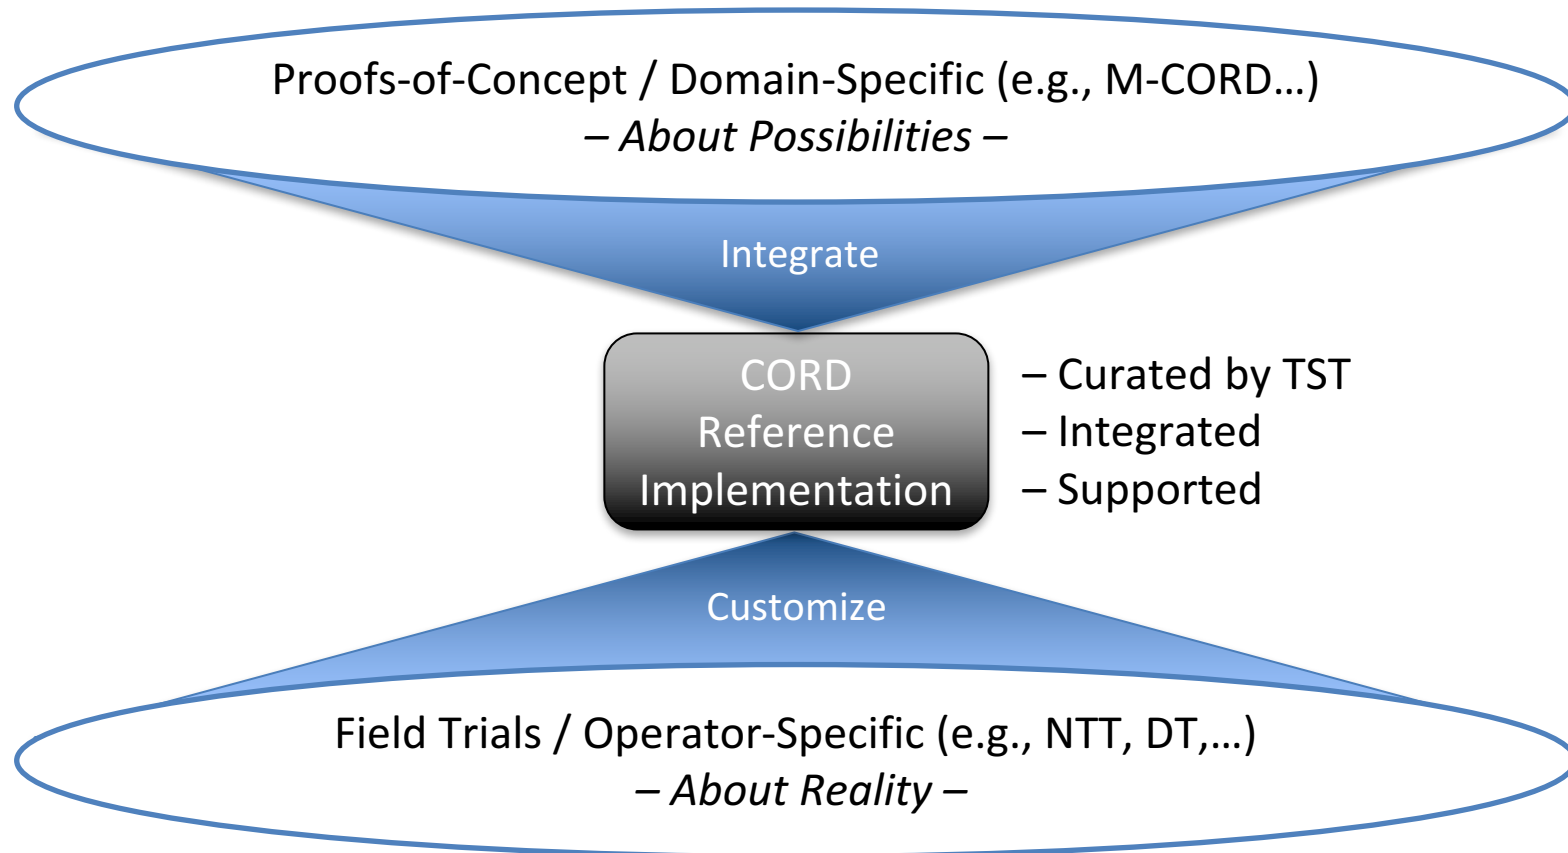 Proofs-of-Concept / Domain-Specific (e.g., M-CORD…)
– About Possibilities –
Integrate
CORD
Reference
Implementation
– Curated by TST
– Integrated
– Supported
Customize
Field Trials / Operator-Specific (e.g., NTT, DT,…)
– About Reality –